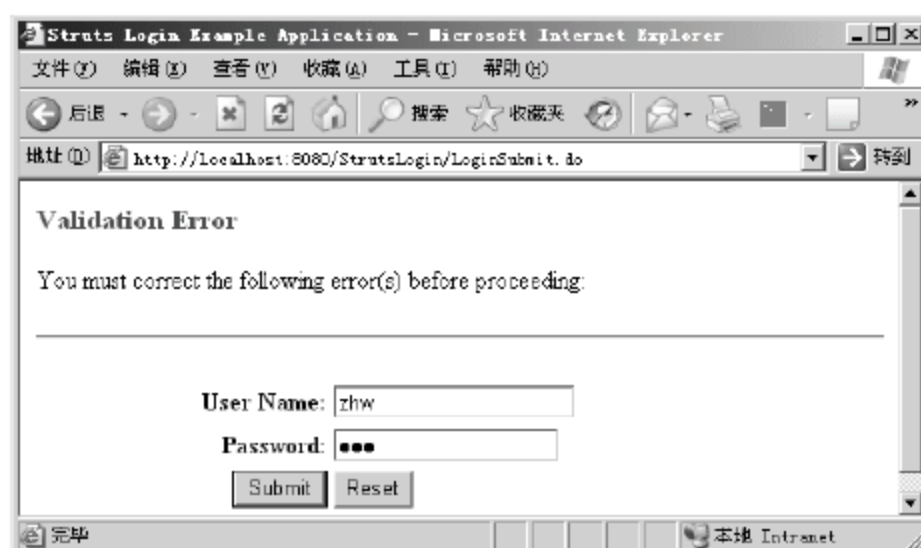 Struts Login Example Application - Microsoft Internet Explorer
文件(F) 编辑(E) 查看(V) 收藏(A) 工具(T) 帮助(H)
后退 搜索 收藏夹 »
地址(D) http://localhost:8080/StrutsLogin/LoginSubmit.do 转到
Validation Error
You must correct the following error(s) before proceeding:
User Name: zhw
Password: •••
Submit Reset
完毕 本地 Intranet